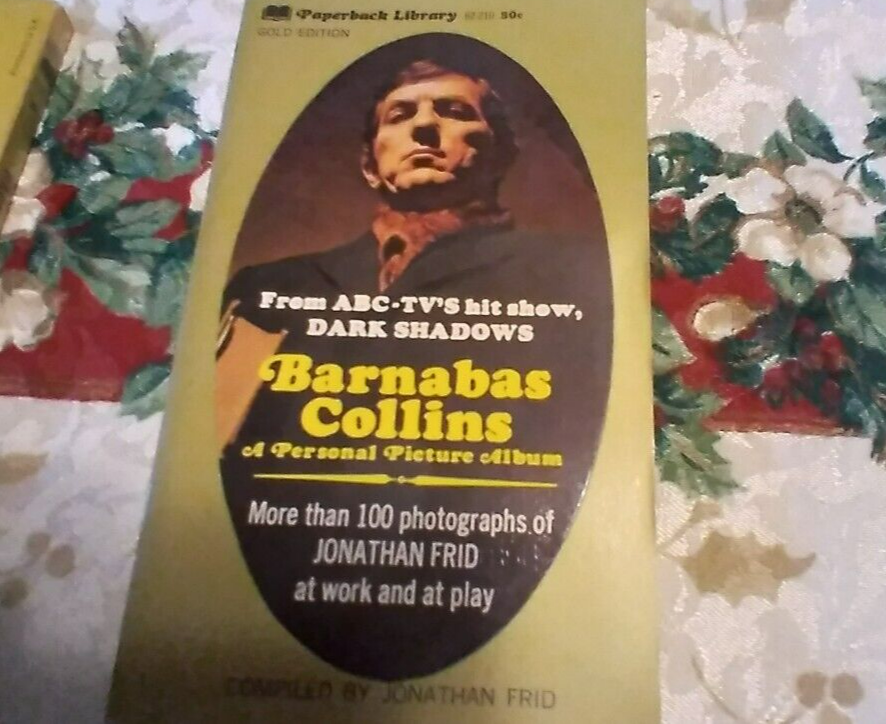 Paperback Library 50c
GOLD EDITION
From ABC-TV'S hit show,
DARK SHADOWS
Barnabas
Collins
A Personal Picture Album
More than 100 photographs of
JONATHAN FRID
at work and at play
COMPILED BY JONATHAN FRID